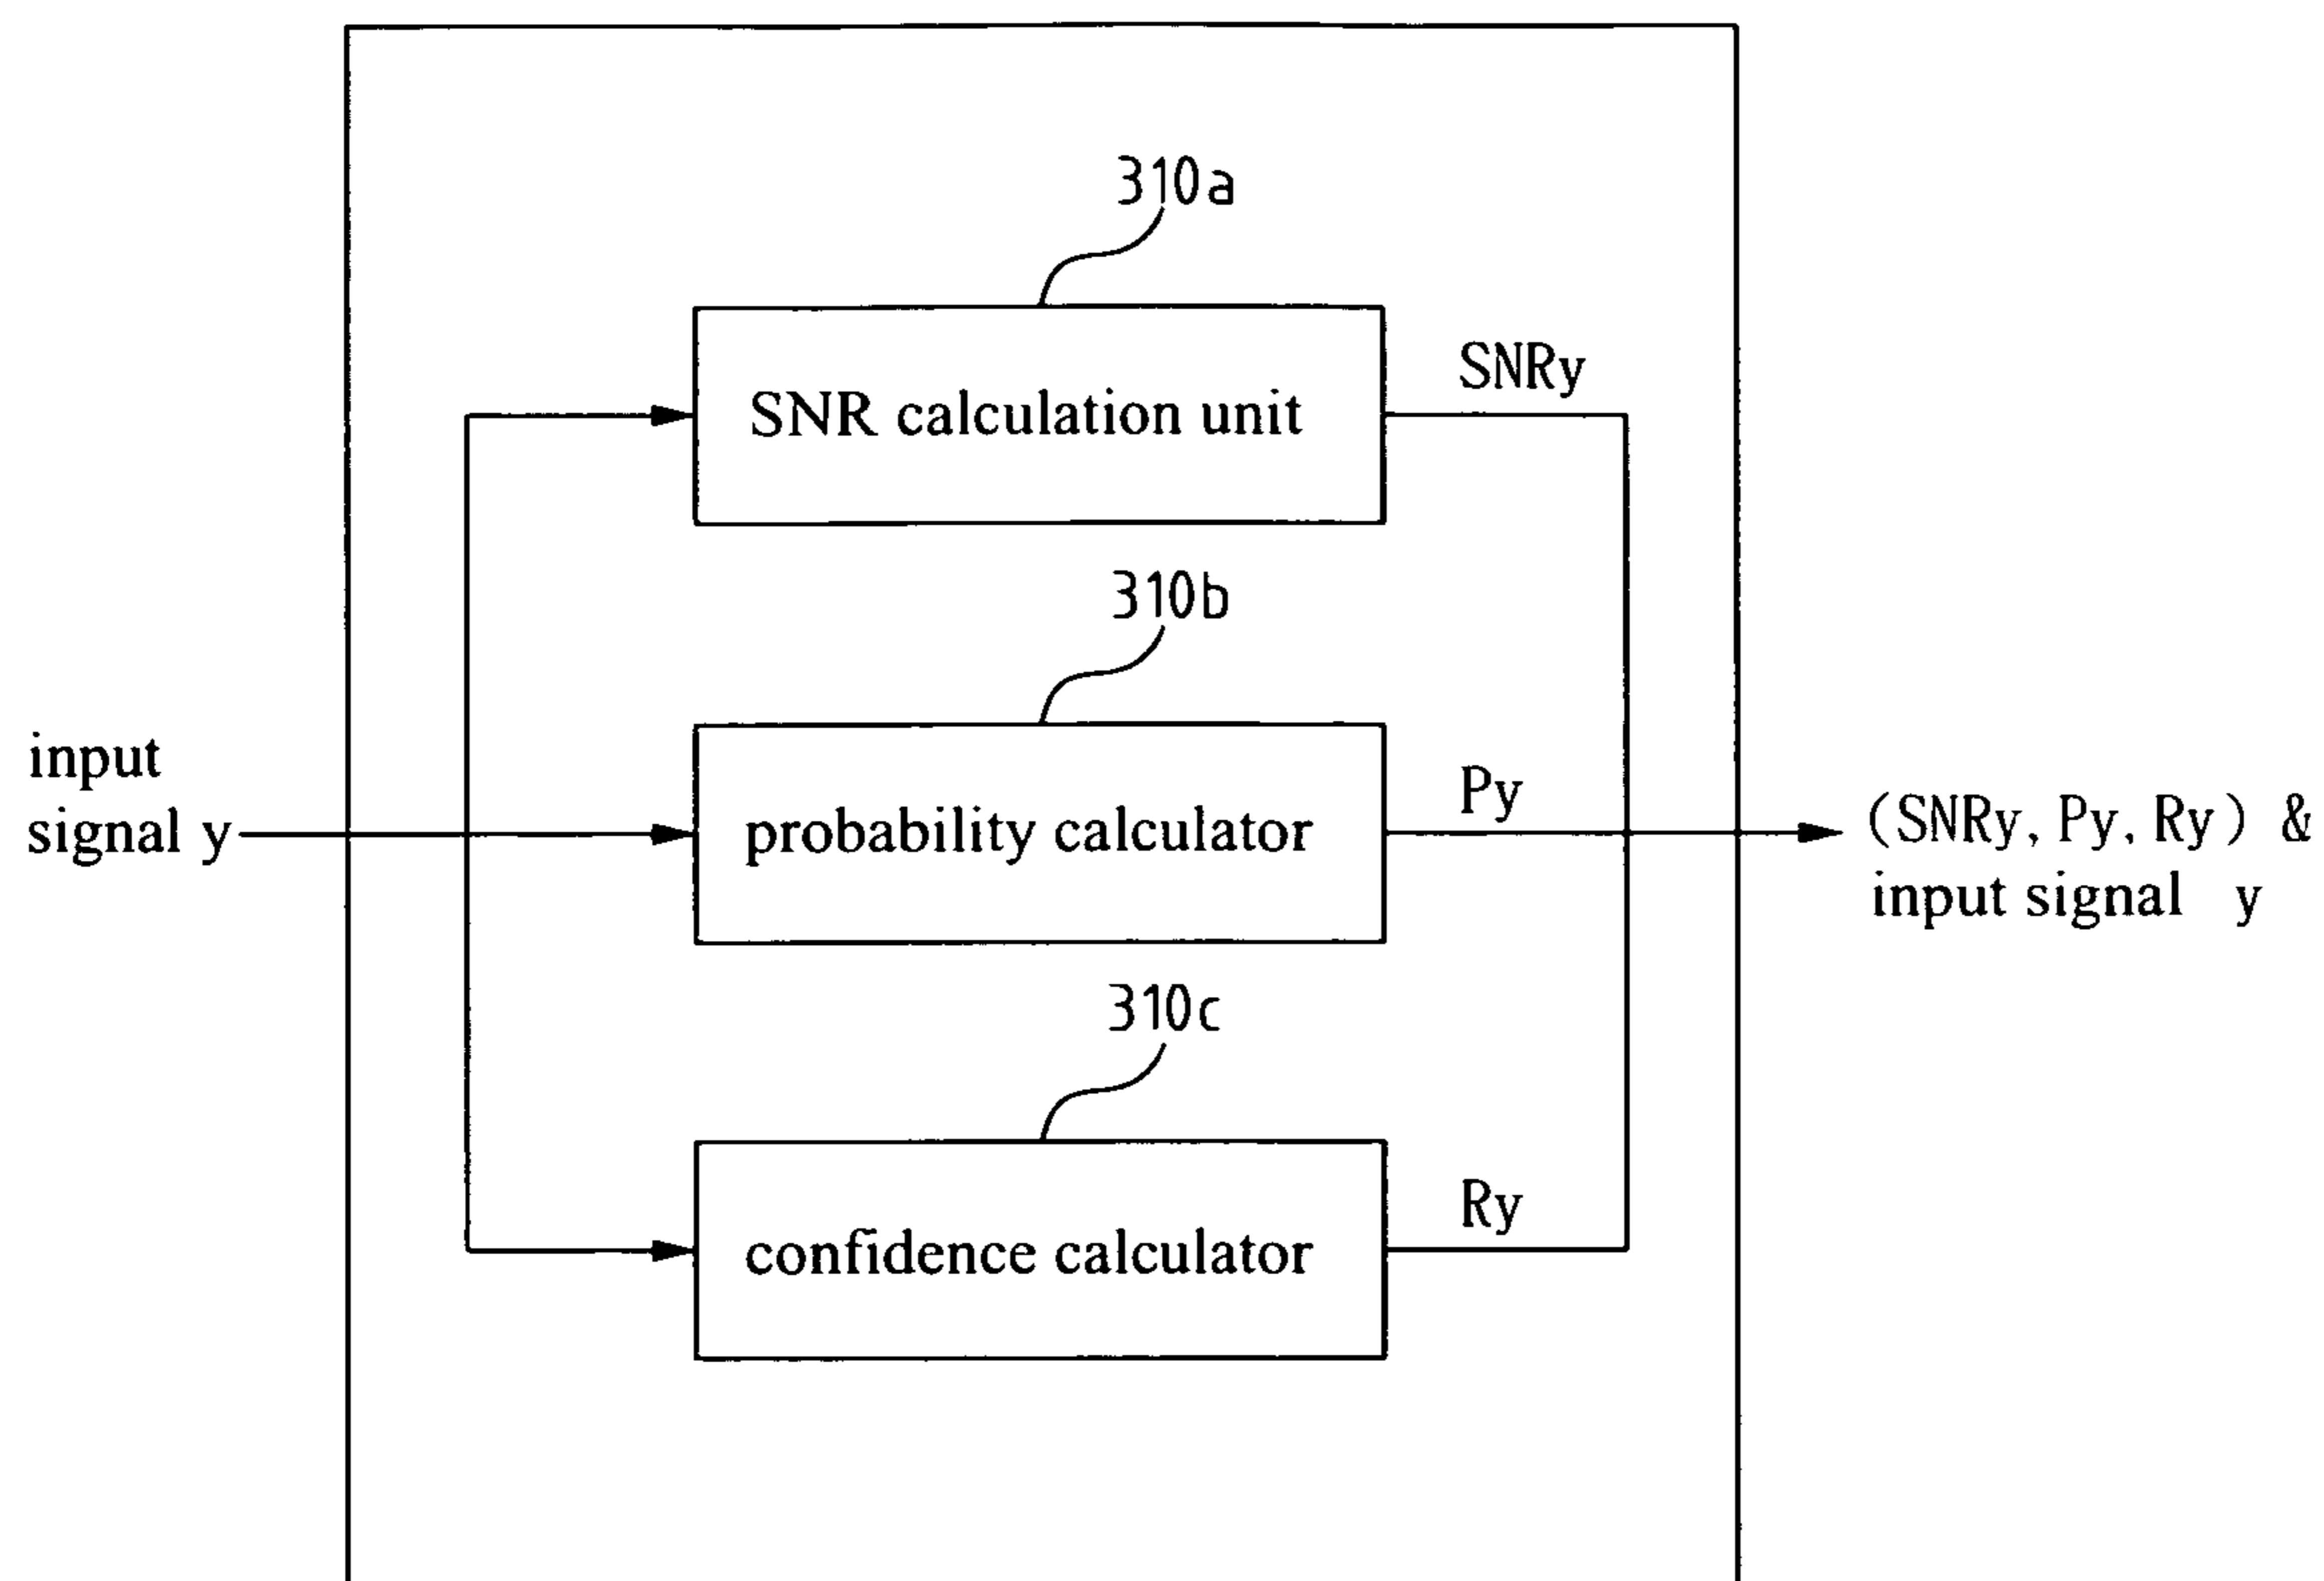 310a
SNR calculation unit
SNRy
310b
input
signal y
probability calculator
Py
(SNRy, Py, Ry) &
input signal y
310c
confidence calculator
Ry